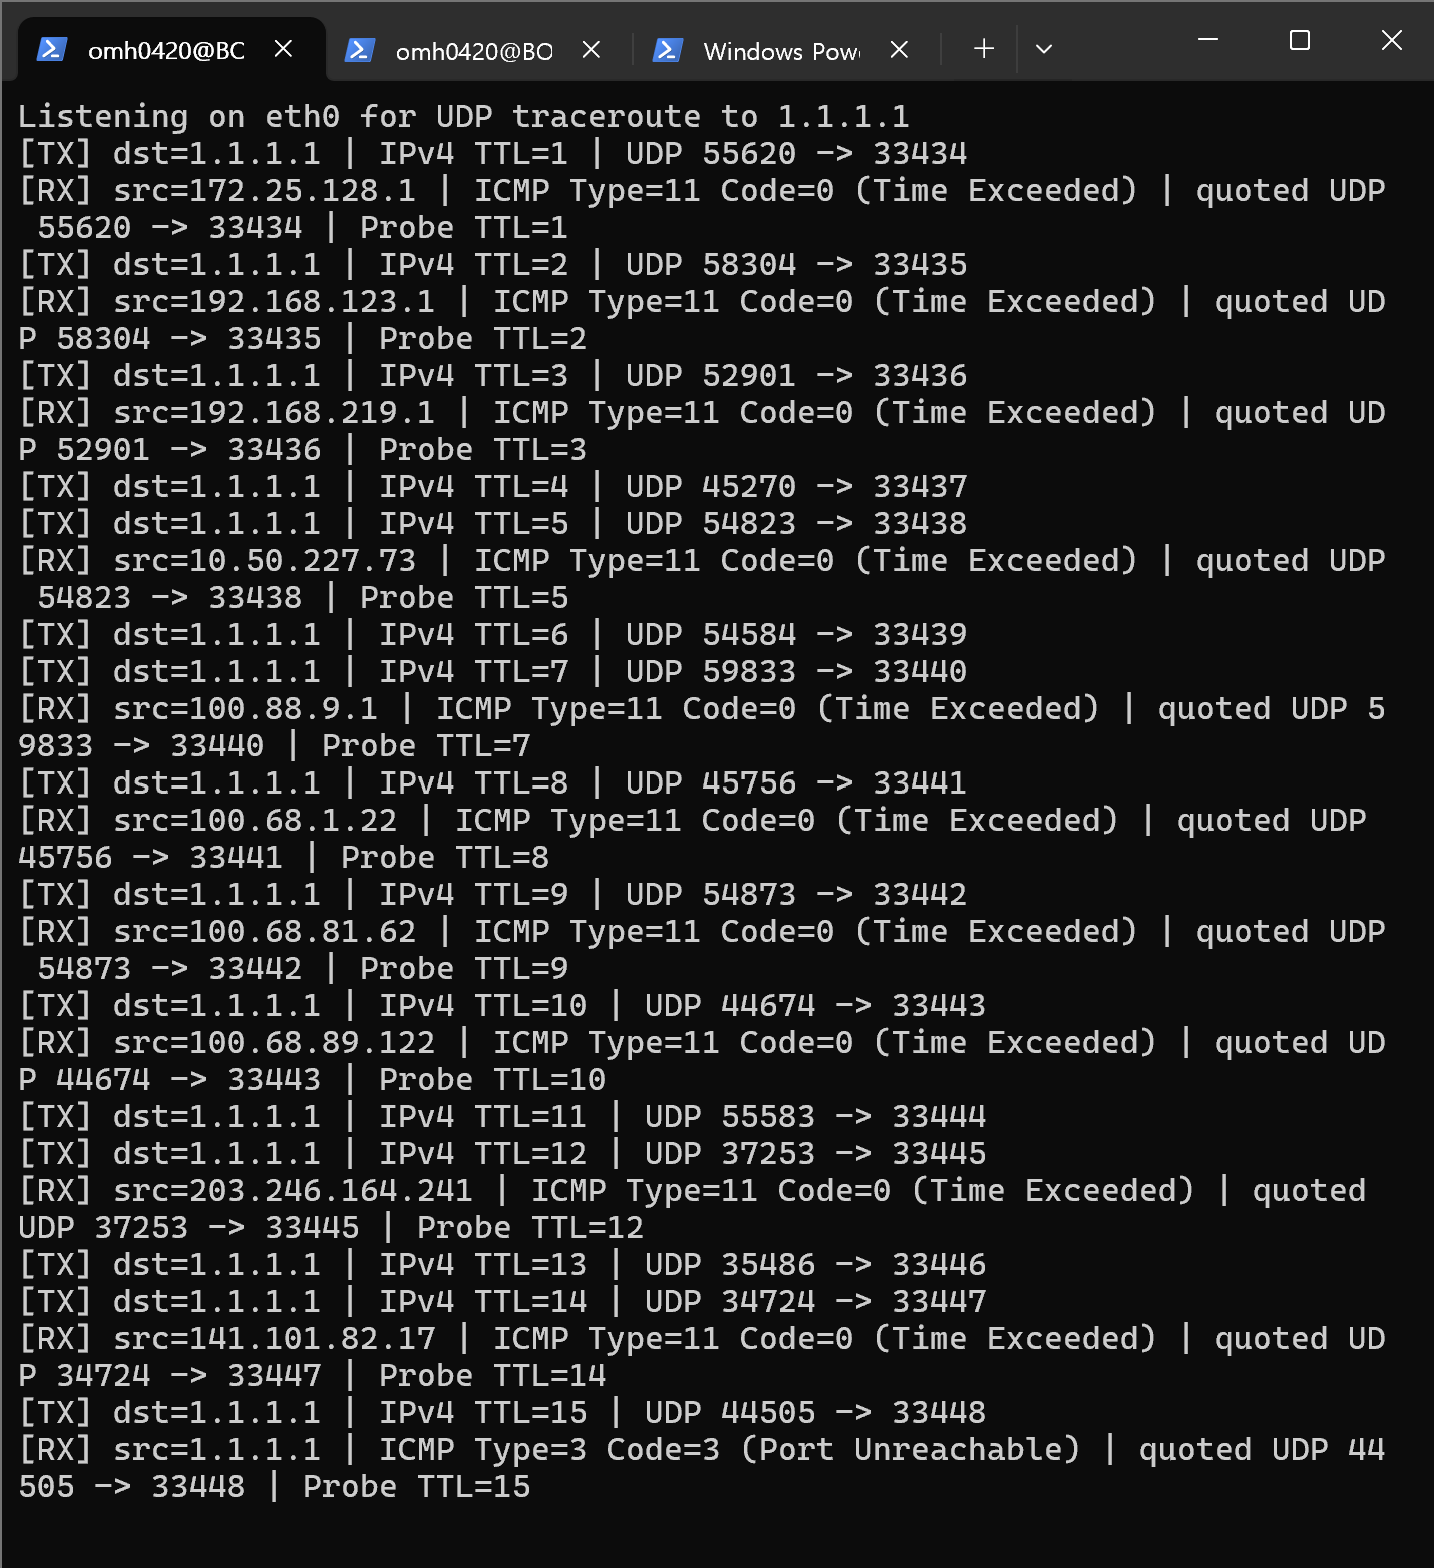 omh0420@BC
omh0420@BO
Windows Pow
Listening on eth0 for UDP traceroute to 1.1.1.1
[TX] dst=1.1.1.1 | IPv4 TTL=1 | UDP 55620 -> 33434
[RX] src=172.25.128.1 | ICMP Type=11 Code=0 (Time Exceeded) | quoted UDP
 55620 -> 33434 | Probe TTL=1
[TX] dst=1.1.1.1 | IPv4 TTL=2 | UDP 58304 -> 33435
[RX] src=192.168.123.1 | ICMP Type=11 Code=0 (Time Exceeded) | quoted UD
P 58304 -> 33435 | Probe TTL=2
[TX] dst=1.1.1.1 | IPv4 TTL=3 | UDP 52901 -> 33436
[RX] src=192.168.219.1 | ICMP Type=11 Code=0 (Time Exceeded) | quoted UD
P 52901 -> 33436 | Probe TTL=3
[TX] dst=1.1.1.1 | IPv4 TTL=4 | UDP 45270 -> 33437
[TX] dst=1.1.1.1 | IPv4 TTL=5 | UDP 54823 -> 33438
[RX] src=10.50.227.73 | ICMP Type=11 Code=0 (Time Exceeded) | quoted UDP
 54823 -> 33438 | Probe TTL=5
[TX] dst=1.1.1.1 | IPv4 TTL=6 | UDP 54584 -> 33439
[TX] dst=1.1.1.1 | IPv4 TTL=7 | UDP 59833 -> 33440
[RX] src=100.88.9.1 | ICMP Type=11 Code=0 (Time Exceeded) | quoted UDP 5
9833 -> 33440 | Probe TTL=7
[TX] dst=1.1.1.1 | IPv4 TTL=8 | UDP 45756 -> 33441
[RX] src=100.68.1.22 | ICMP Type=11 Code=0 (Time Exceeded) | quoted UDP
45756 -> 33441 | Probe TTL=8
[TX] dst=1.1.1.1 | IPv4 TTL=9 | UDP 54873 -> 33442
[RX] src=100.68.81.62 | ICMP Type=11 Code=0 (Time Exceeded) | quoted UDP
 54873 -> 33442 | Probe TTL=9
[TX] dst=1.1.1.1 | IPv4 TTL=10 | UDP 44674 -> 33443
[RX] src=100.68.89.122 | ICMP Type=11 Code=0 (Time Exceeded) | quoted UD
P 44674 -> 33443 | Probe TTL=10
[TX] dst=1.1.1.1 | IPv4 TTL=11 | UDP 55583 -> 33444
[TX] dst=1.1.1.1 | IPv4 TTL=12 | UDP 37253 -> 33445
[RX] src=203.246.164.241 | ICMP Type=11 Code=0 (Time Exceeded) | quoted
UDP 37253 -> 33445 | Probe TTL=12
[TX] dst=1.1.1.1 | IPv4 TTL=13 | UDP 35486 -> 33446
[TX] dst=1.1.1.1 | IPv4 TTL=14 | UDP 34724 -> 33447
[RX] src=141.101.82.17 | ICMP Type=11 Code=0 (Time Exceeded) | quoted UD
P 34724 -> 33447 | Probe TTL=14
[TX] dst=1.1.1.1 | IPv4 TTL=15 | UDP 44505 -> 33448
[RX] src=1.1.1.1 | ICMP Type=3 Code=3 (Port Unreachable) | quoted UDP 44
505 -> 33448 | Probe TTL=15